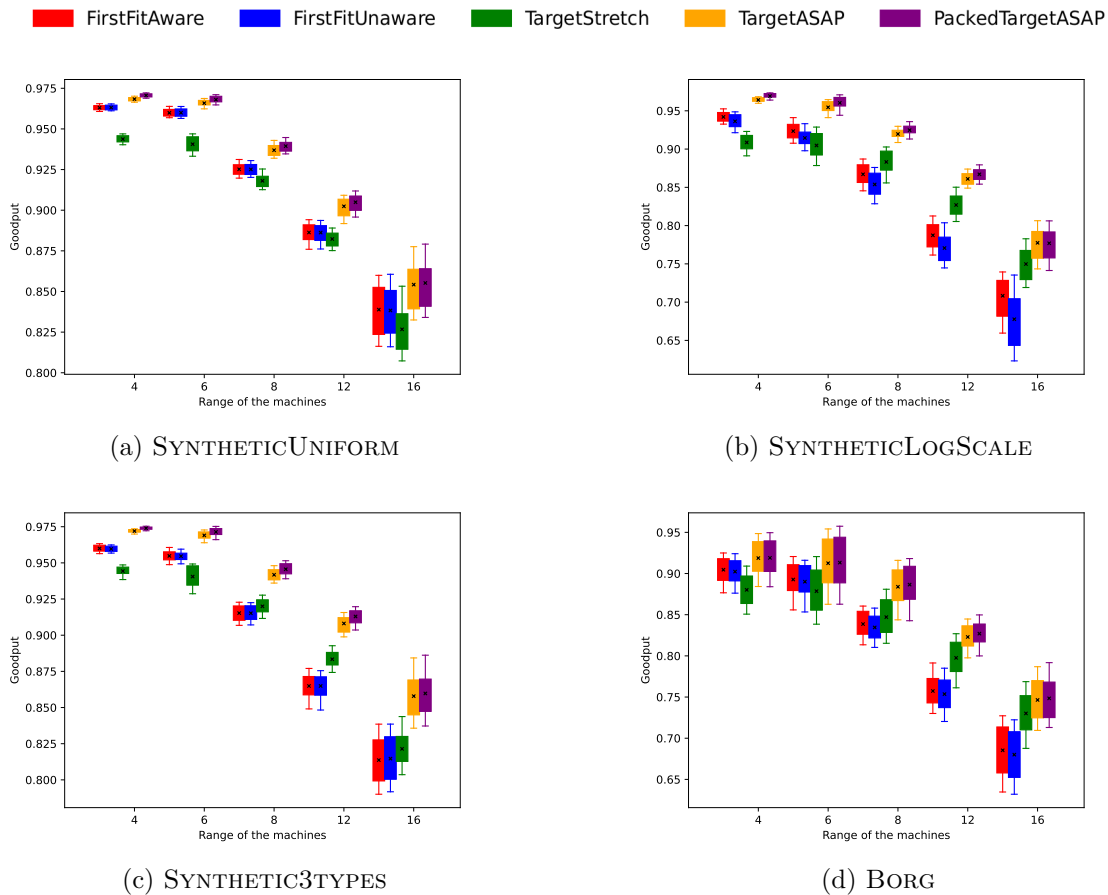 FirstFitAware FirstFitUnaware TargetStretch TargetASAP PackedTargetASAP
0.975
0.950
0.925
0.900
0.875
0.850
0.825
0.800
Goodput
4 6 8 12 16
Range of the machines
(a) SYNTHETICUNIFORM
0.95
0.90
0.85
0.80
0.75
0.70
0.65
Goodput
4 6 8 12 16
Range of the machines
(b) SYNTHETICLOGSCALE
0.975
0.950
0.925
0.900
0.875
0.850
0.825
0.800
Goodput
4 6 8 12 16
Range of the machines
(c) SYNTHETIC3TYPES
0.95
0.90
0.85
0.80
0.75
0.70
0.65
Goodput
4 6 8 12 16
Range of the machines
(d) BORG